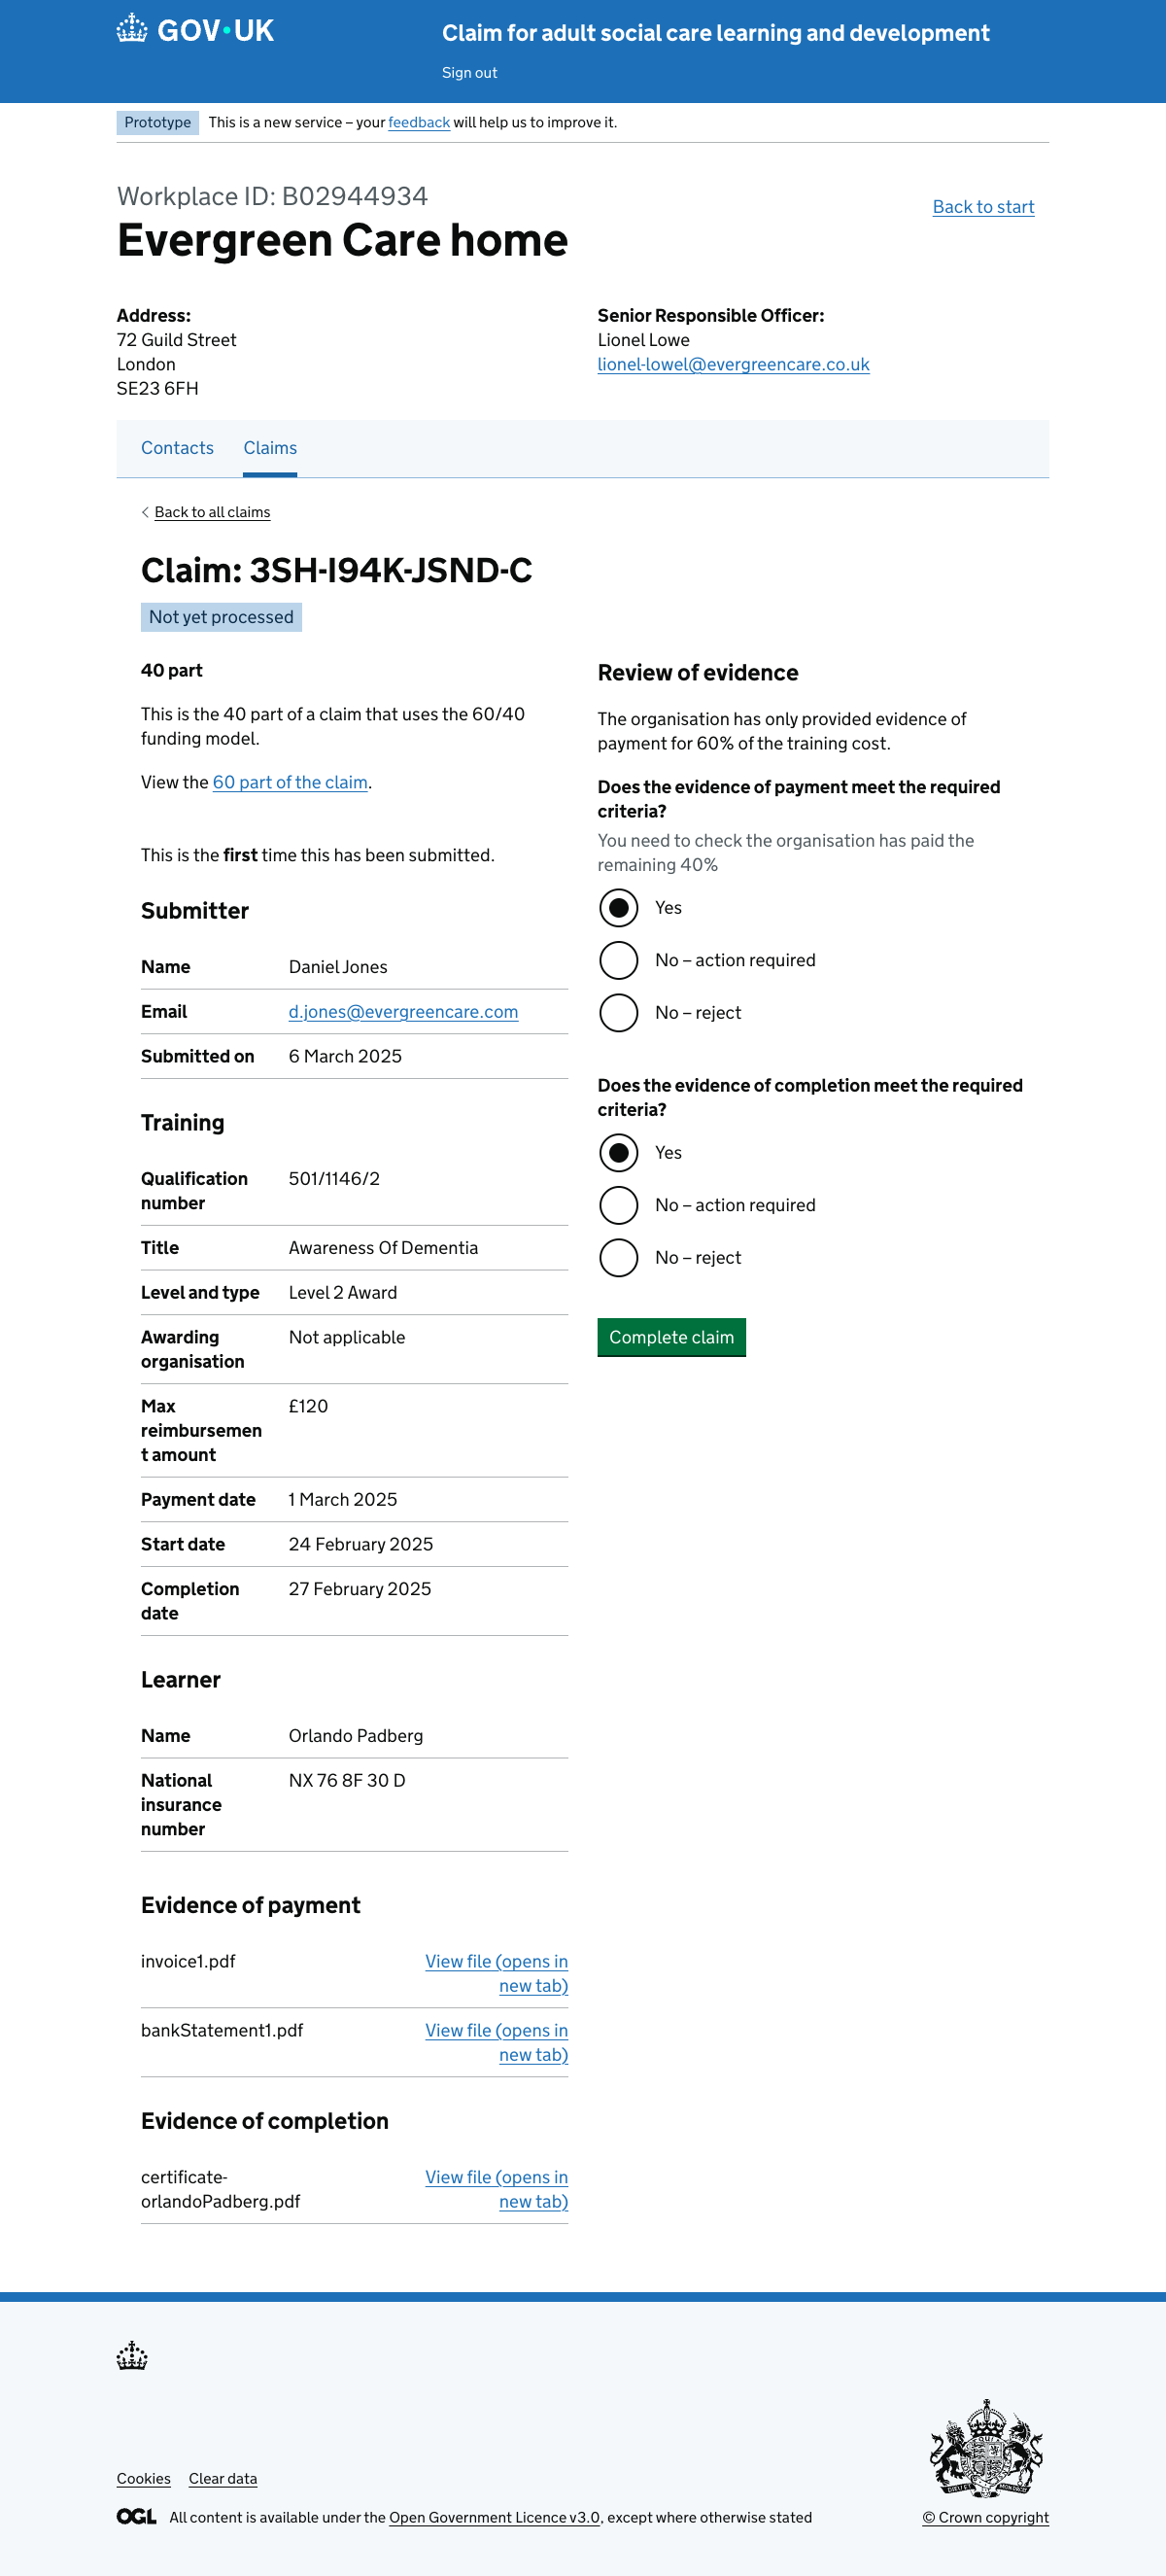 GOV·UK
Claim for adult social care learning and development
Sign out
Prototype
This is a new service – your feedback will help us to improve it.
Workplace ID: B02944934
Evergreen Care home
Back to start
Address:
72 Guild Street
London
SE23 6FH
Senior Responsible Officer:
Lionel Lowe
lionel-lowel@evergreencare.co.uk
Contacts
Claims
Back to all claims
Claim: 3SH-I94K-JSND-C
Not yet processed
40 part
This is the 40 part of a claim that uses the 60/40
funding model.
View the 60 part of the claim.
This is the first time this has been submitted.
Submitter
Name
Daniel Jones
Email
d.jones@evergreencare.com
Submitted on
6 March 2025
Training
Qualification
number
501/1146/2
Title
Awareness Of Dementia
Level and type
Level 2 Award
Awarding
organisation
Not applicable
Max
reimbursemen
t amount
£120
Payment date
1 March 2025
Start date
24 February 2025
Completion
date
27 February 2025
Learner
Name
Orlando Padberg
National
insurance
number
NX 76 8F 30 D
Evidence of payment
invoice1.pdf
View file (opens in
new tab)
bankStatement1.pdf
View file (opens in
new tab)
Evidence of completion
certificate-
orlandoPadberg.pdf
View file (opens in
new tab)
Review of evidence
The organisation has only provided evidence of
payment for 60% of the training cost.
Does the evidence of payment meet the required
criteria?
You need to check the organisation has paid the
remaining 40%
Yes
No – action required
No – reject
Does the evidence of completion meet the required
criteria?
Yes
No – action required
No – reject
Complete claim
Cookies
Clear data
OGL
All content is available under the Open Government Licence v3.0, except where otherwise stated
© Crown copyright